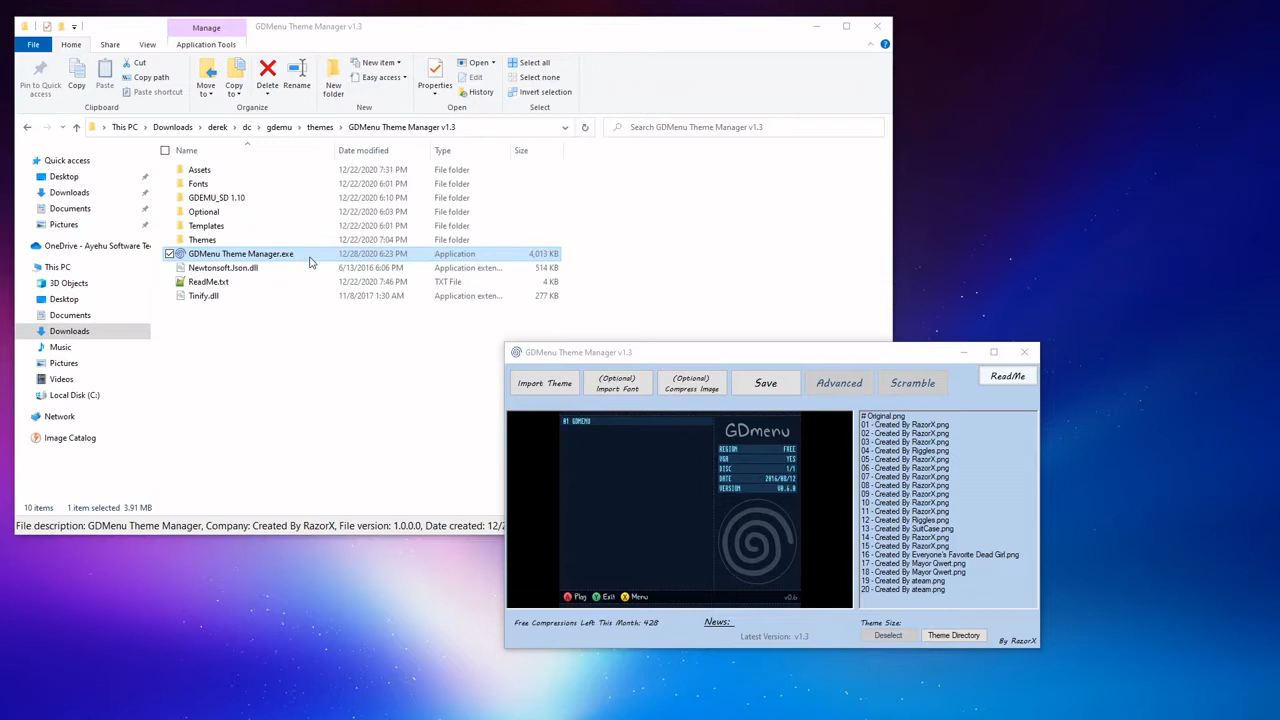 Manage
GDMenu Theme Manager v1.3
File
Home
Share
View
Application Tools
Pin to Quick access
Copy
Paste
Cut
Copy path
Paste shortcut
Clipboard
Move to
Copy to
Delete
Rename
Organize
New folder
New item
Easy access
New
Properties
Open
Edit
History
Open
Select all
Select none
Invert selection
Select
This PC
Downloads
derek
dc
gdemu
themes
GDMenu Theme Manager v1.3
Search GDMenu Theme Manager v1.3
Name
Date modified
Type
Size
Quick access
Desktop
Downloads
Documents
Pictures
OneDrive - Ayehu Software Te
This PC
3D Objects
Desktop
Documents
Downloads
Music
Pictures
Videos
Local Disk (C:)
Network
Image Catalog
Assets 12/22/2020 7:31 PM File folder
Fonts 12/22/2020 6:01 PM File folder
GDEMU_SD 1.10 12/22/2020 6:10 PM File folder
Optional 12/22/2020 6:03 PM File folder
Templates 12/22/2020 6:01 PM File folder
Themes 12/22/2020 7:04 PM File folder
GDMenu Theme Manager.exe 12/28/2020 6:23 PM Application 4,013 KB
Newtonsoft.Json.dll 6/13/2016 6:06 PM Application exten... 514 KB
ReadMe.txt 12/22/2020 7:46 PM TXT File 4 KB
Tinify.dll 11/8/2017 1:30 AM Application exten... 277 KB
10 items
1 item selected 3.91 MB
File description: GDMenu Theme Manager, Company: Created By RazorX, File version: 1.0.0.0, Date created: 12/2
GDMenu Theme Manager v1.3
Import Theme
(Optional)
Import Font
(Optional)
Compress Image
Save
Advanced
Scramble
ReadMe
01 GDMENU
GDmenu
REGION FREE
VGA YES
DISC 1/1
DATE 2016/08/12
VERSION V0.6.0
A Play
Y Exit
X Menu
v0.6
# Original.png
01 - Created By RazorX.png
02 - Created By RazorX.png
03 - Created By RazorX.png
04 - Created By Riggles.png
05 - Created By RazorX.png
06 - Created By RazorX.png
07 - Created By RazorX.png
08 - Created By RazorX.png
09 - Created By RazorX.png
10 - Created By RazorX.png
11 - Created By RazorX.png
12 - Created By Riggles.png
13 - Created By SuitCase.png
14 - Created By RazorX.png
15 - Created By RazorX.png
16 - Created By Everyone's Favorite Dead Girl.png
17 - Created By Mayor Qwert.png
18 - Created By Mayor Qwert.png
19 - Created By ateam.png
20 - Created By ateam.png
Free Compressions Left This Month: 428
News:
Latest Version: v1.3
Theme Size:
Deselect
Theme Directory
By RazorX